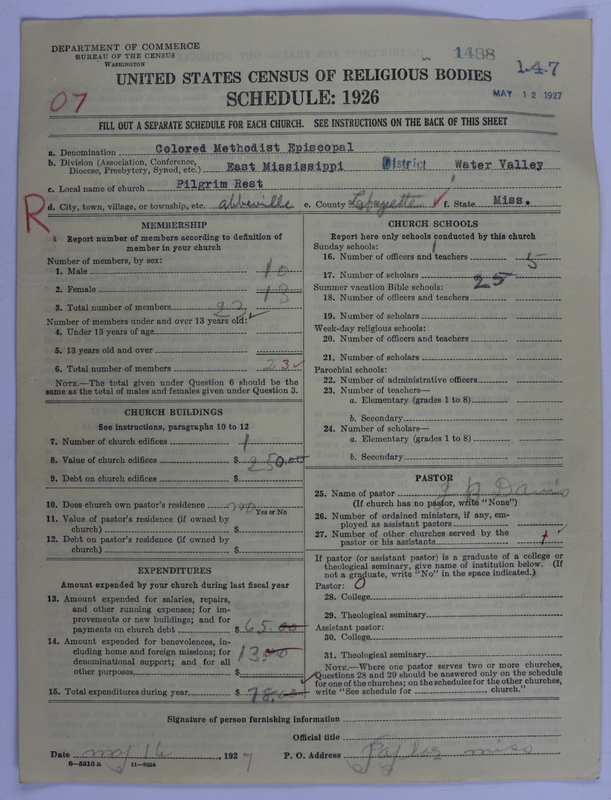 DEPARTMENT OF COMMERCE
BUREAU OF THE CENSUS
WASHINGTON
1488
1-4-7
UNITED STATES CENSUS OF RELIGIOUS BODIES
SCHEDULE: 1926
07
MAY 12 1927
FILL OUT A SEPARATE SCHEDULE FOR EACH CHURCH. SEE INSTRUCTIONS ON THE BACK OF THIS SHEET
a. Denomination Colored Methodist Episcopal
b. Division (Association, Conference, Diocese, Presbytery, Synod, etc.) East Mississippi District Water Valley
c. Local name of church Pilgrim Rest
R
d. City, town, village, or township, etc. abbeville e. County Lafayette f. State Miss.
MEMBERSHIP
Report number of members according to definition of
member in your church
Number of members, by sex:
1. Male 10
2. Female 13
3. Total number of members 23
Number of members under and over 13 years old:
4. Under 13 years of age
5. 13 years old and over
6. Total number of members 23
NOTE.—The total given under Question 6 should be the
same as the total of males and females given under Question 3.
CHURCH BUILDINGS
See instructions, paragraphs 10 to 12
7. Number of church edifices 1
8. Value of church edifices $ 250.00
9. Debt on church edifices $
10. Does church own pastor's residence no
Yes or No
11. Value of pastor's residence (if owned by
church) $
12. Debt on pastor's residence (if owned by
church) $
EXPENDITURES
Amount expended by your church during last fiscal year
13. Amount expended for salaries, repairs,
and other running expenses; for im-
provements or new buildings; and for
payments on church debt $ 65.00
14. Amount expended for benevolences, in-
cluding home and foreign missions; for
denominational support; and for all
other purposes $ 13.00
15. Total expenditures during year $ 78.00
CHURCH SCHOOLS
Report here only schools conducted by this church
Sunday schools: 1
16. Number of officers and teachers 5
17. Number of scholars 25
Summer vacation Bible schools:
18. Number of officers and teachers
19. Number of scholars
Week-day religious schools:
20. Number of officers and teachers
21. Number of scholars
Parochial schools:
22. Number of administrative officers
23. Number of teachers—
a. Elementary (grades 1 to 8)
b. Secondary
24. Number of scholars—
a. Elementary (grades 1 to 8)
b. Secondary
PASTOR
25. Name of pastor Davis
(If church has no pastor, write "None")
26. Number of ordained ministers, if any, em-
ployed as assistant pastors
27. Number of other churches served by the
pastor or his assistants
If pastor (or assistant pastor) is a graduate of a college or
theological seminary, give name of institution below. (If
not a graduate, write "No" in the space indicated.)
Pastor: 0
28. College
29. Theological seminary
Assistant pastor:
30. College
31. Theological seminary
NOTE.—Where one pastor serves two or more churches,
Questions 28 and 29 should be answered only on the schedule
for one of the churches; on the schedules for the other churches,
write "See schedule for church."
Signature of person furnishing information
Official title
Date may 16, 1927 P. O. Address miss
8—5513a 11—9054